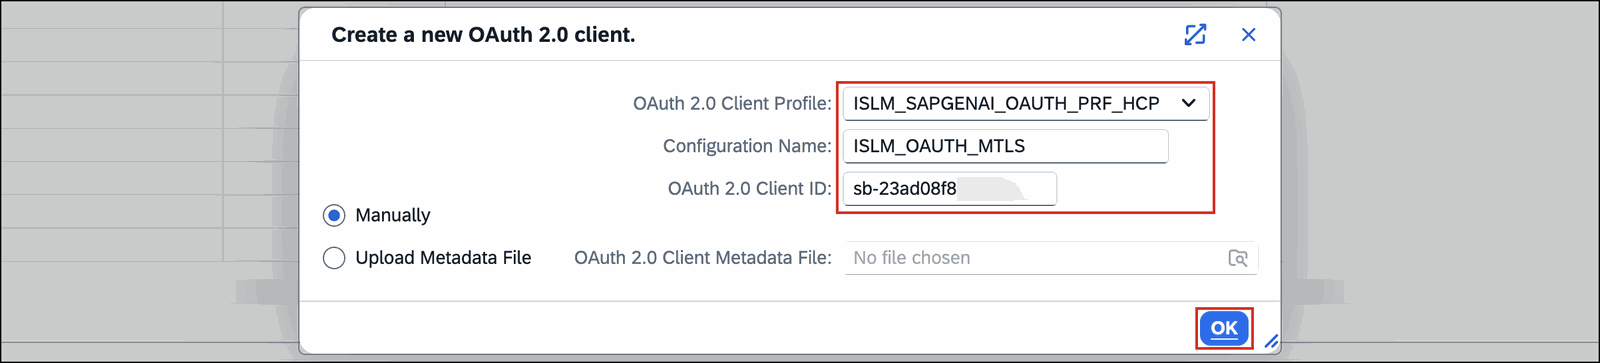 Create a new OAuth 2.0 client.
OAuth 2.0 Client Profile: ISLM_SAPGENAI_OAUTH_PRF_HCP
Configuration Name: ISLM_OAUTH_MTLS
OAuth 2.0 Client ID: sb-23ad08f8
Manually
Upload Metadata File OAuth 2.0 Client Metadata File: No file chosen
OK